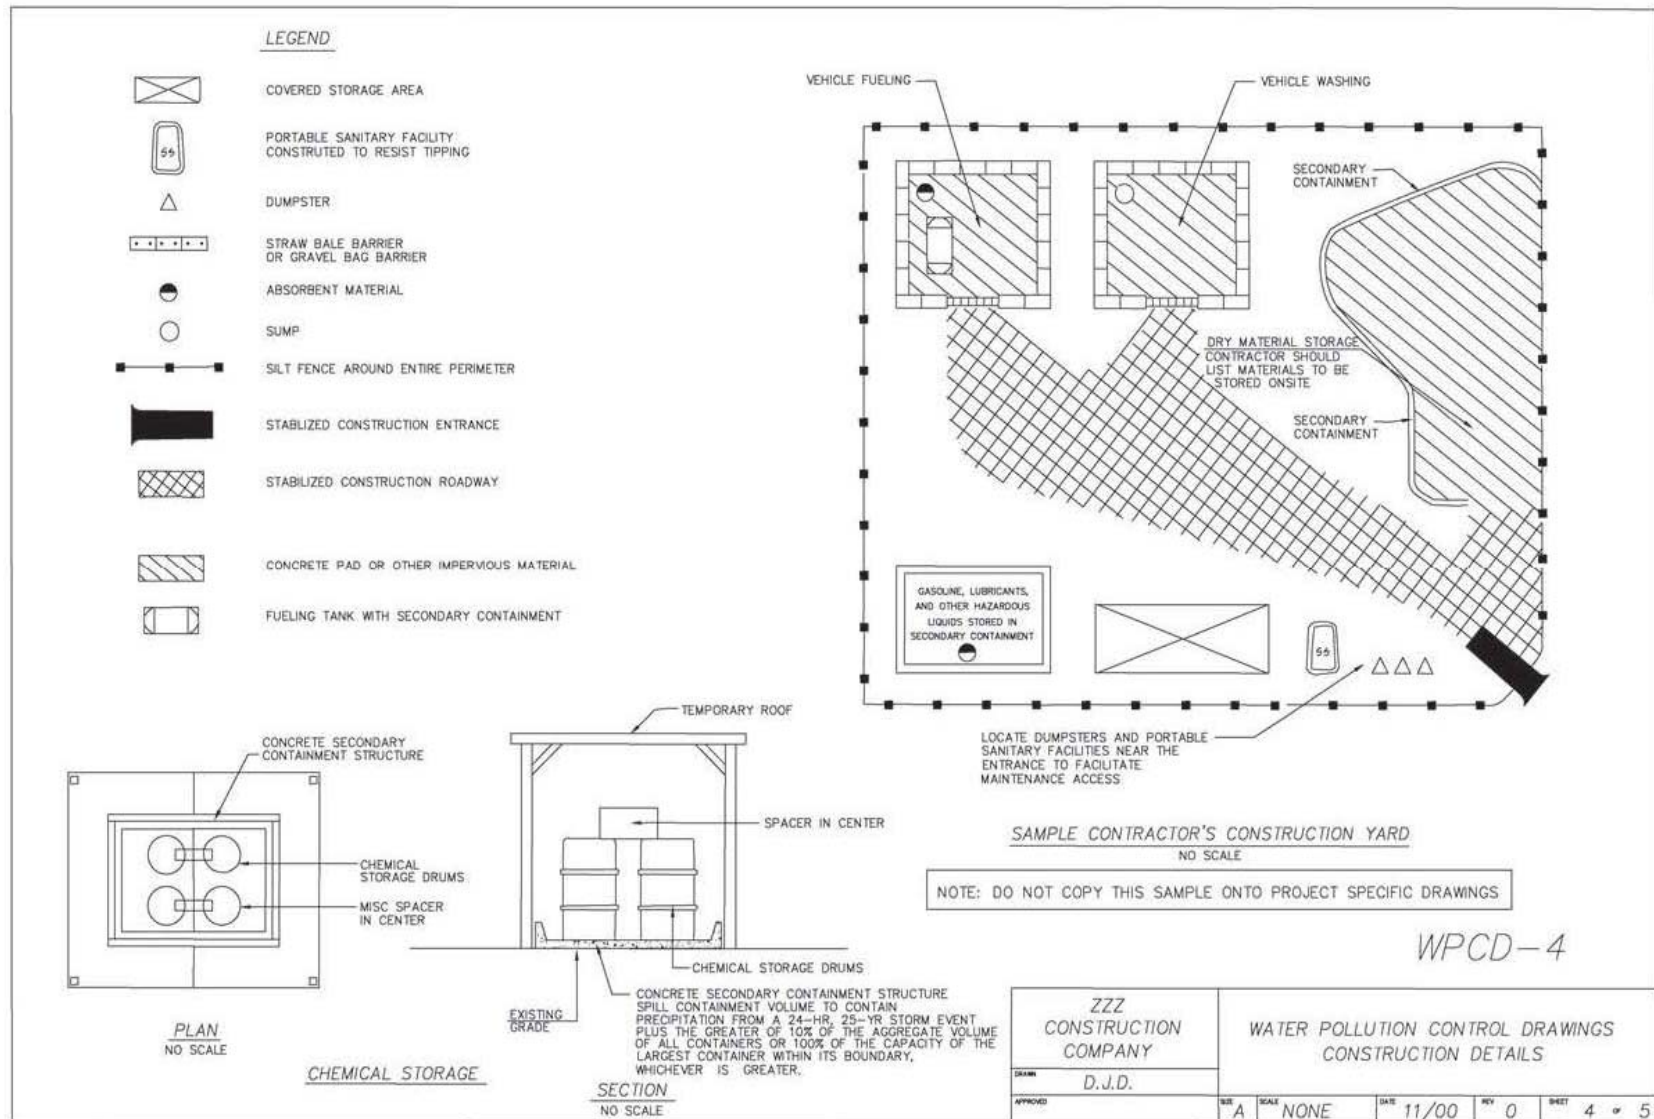 LEGEND
COVERED STORAGE AREA
SS
PORTABLE SANITARY FACILITY
CONSTRUTED TO RESIST TIPPING
DUMPSTER
STRAW BALE BARRIER
OR GRAVEL BAG BARRIER
ABSORBENT MATERIAL
SUMP
SILT FENCE AROUND ENTIRE PERIMETER
STABLIZED CONSTRUCTION ENTRANCE
STABILIZED CONSTRUCTION ROADWAY
CONCRETE PAD OR OTHER IMPERVIOUS MATERIAL
FUELING TANK WITH SECONDARY CONTAINMENT
VEHICLE FUELING
VEHICLE WASHING
SECONDARY
CONTAINMENT
DRY MATERIAL STORAGE
CONTRACTOR SHOULD
LIST MATERIALS TO BE
STORED ONSITE
SECONDARY
CONTAINMENT
GASOLINE, LUBRICANTS,
AND OTHER HAZARDOUS
LIQUIDS STORED IN
SECONDARY CONTAINMENT
SS
LOCATE DUMPSTERS AND PORTABLE
SANITARY FACILITIES NEAR THE
ENTRANCE TO FACILITATE
MAINTENANCE ACCESS
SAMPLE CONTRACTOR'S CONSTRUCTION YARD
NO SCALE
NOTE: DO NOT COPY THIS SAMPLE ONTO PROJECT SPECIFIC DRAWINGS
WPCD-4
CONCRETE SECONDARY
CONTAINMENT STRUCTURE
CHEMICAL
STORAGE DRUMS
MISC SPACER
IN CENTER
PLAN
NO SCALE
TEMPORARY ROOF
SPACER IN CENTER
CHEMICAL STORAGE DRUMS
EXISTING
GRADE
CONCRETE SECONDARY CONTAINMENT STRUCTURE
SPILL CONTAINMENT VOLUME TO CONTAIN
PRECIPITATION FROM A 24-HR, 25-YR STORM EVENT
PLUS THE GREATER OF 10% OF THE AGGREGATE VOLUME
OF ALL CONTAINERS OR 100% OF THE CAPACITY OF THE
LARGEST CONTAINER WITHIN ITS BOUNDARY,
WHICHEVER IS GREATER.
CHEMICAL STORAGE
SECTION
NO SCALE
ZZZ
CONSTRUCTION
COMPANY
WATER POLLUTION CONTROL DRAWINGS
CONSTRUCTION DETAILS
DRAWN
D.J.D.
APPROVED
SIZE A SCALE NONE DATE 11/00 REV 0 SHEET 4 OF 5